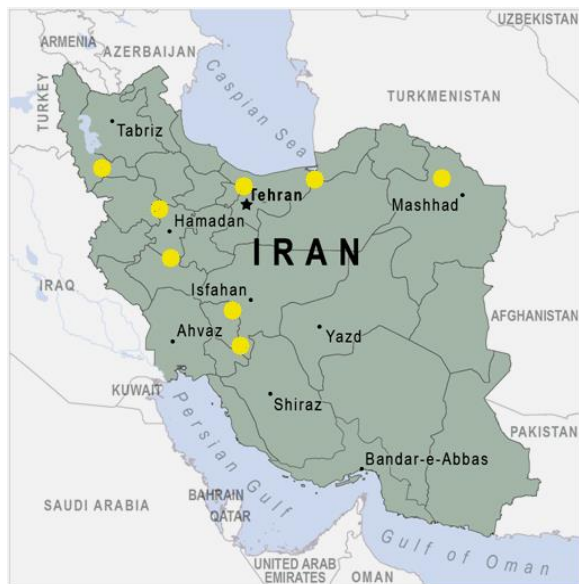 UZBEKISTAN
ARMENIA
AZERBAIJAN
TURKEY
Caspian Sea
TURKMENISTAN
Tabriz
Tehran
Mashhad
Hamadan
IRAN
IRAQ
Isfahan
AFGHANISTAN
Ahvaz
Yazd
KUWAIT
Shiraz
PAKISTAN
Persian Gulf
Bandar-e-Abbas
SAUDI ARABIA
BAHRAIN
QATAR
Gulf of Oman
UNITED ARAB
EMIRATES
OMAN